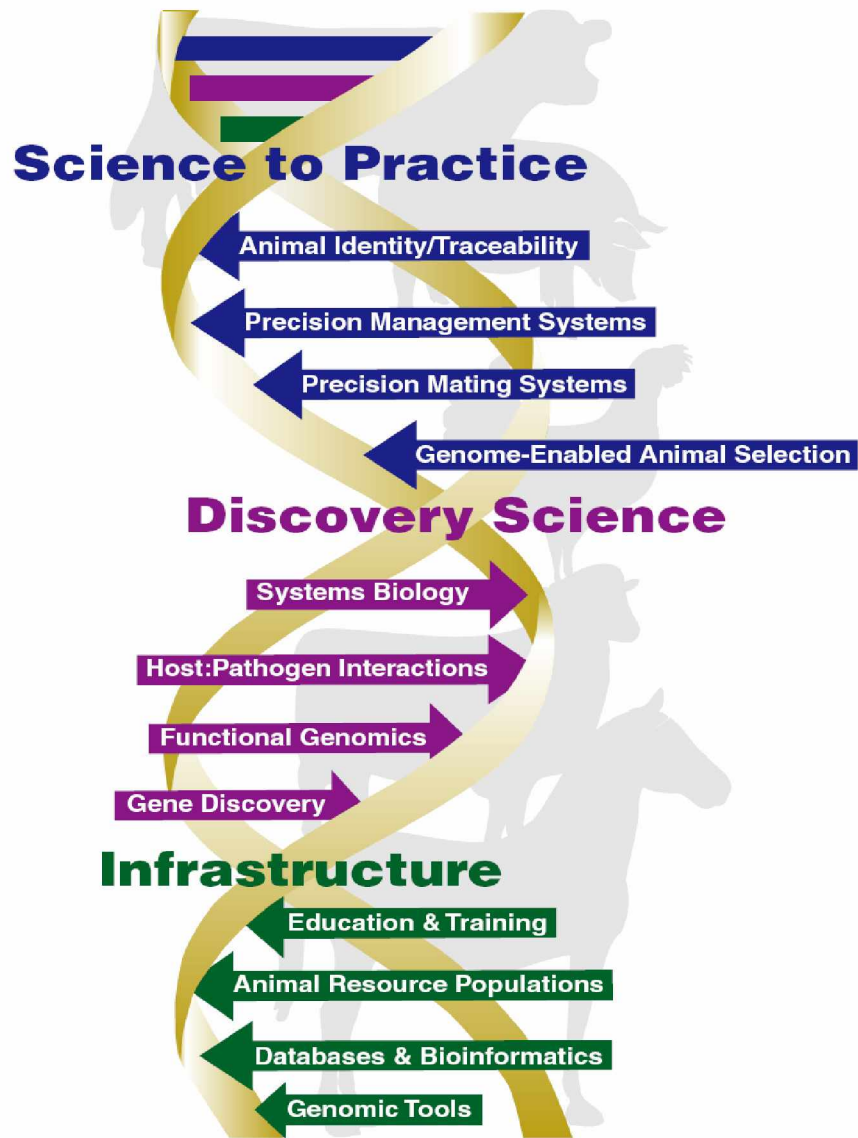 Science to Practice
Animal Identity/Traceability
Precision Management Systems
Precision Mating Systems
Genome-Enabled Animal Selection
Discovery Science
Systems Biology
Host:Pathogen Interactions
Functional Genomics
Gene Discovery
Infrastructure
Education & Training
Animal Resource Populations
Databases & Bioinformatics
Genomic Tools